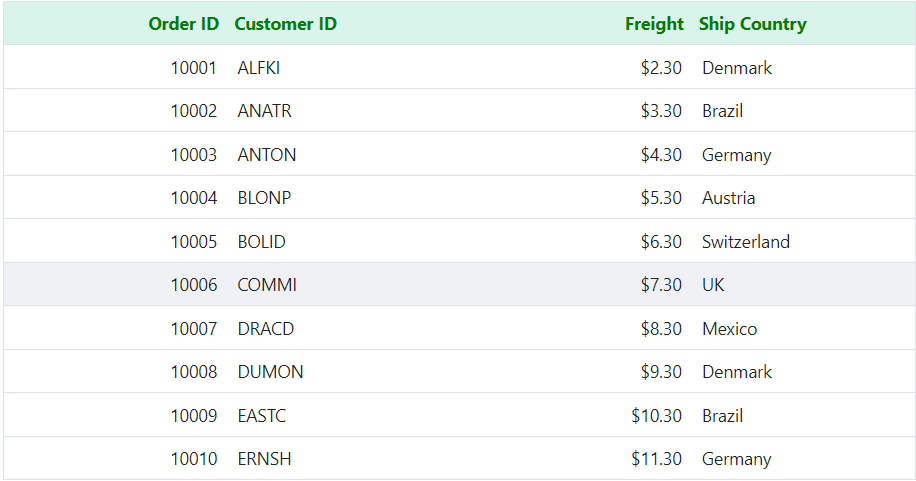 Order ID Customer ID Freight Ship Country
10001 ALFKI $2.30 Denmark
10002 ANATR $3.30 Brazil
10003 ANTON $4.30 Germany
10004 BLONP $5.30 Austria
10005 BOLID $6.30 Switzerland
10006 COMMI $7.30 UK
10007 DRACD $8.30 Mexico
10008 DUMON $9.30 Denmark
10009 EASTC $10.30 Brazil
10010 ERNSH $11.30 Germany